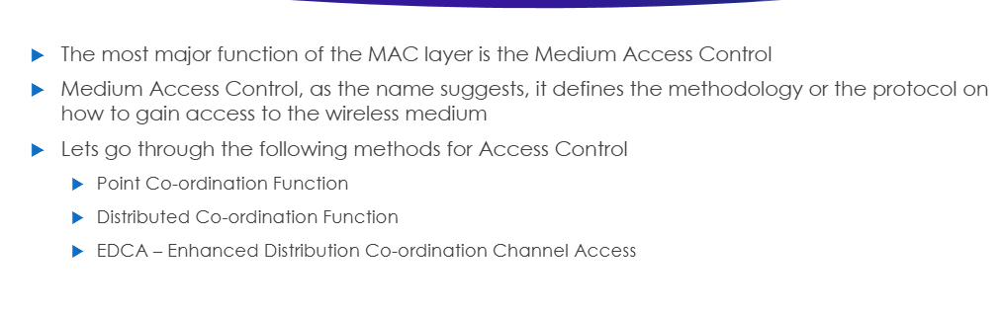 The most major function of the MAC layer is the Medium Access Control
Medium Access Control, as the name suggests, it defines the methodology or the protocol on
how to gain access to the wireless medium
Lets go through the following methods for Access Control
Point Co-ordination Function
Distributed Co-ordination Function
EDCA – Enhanced Distribution Co-ordination Channel Access